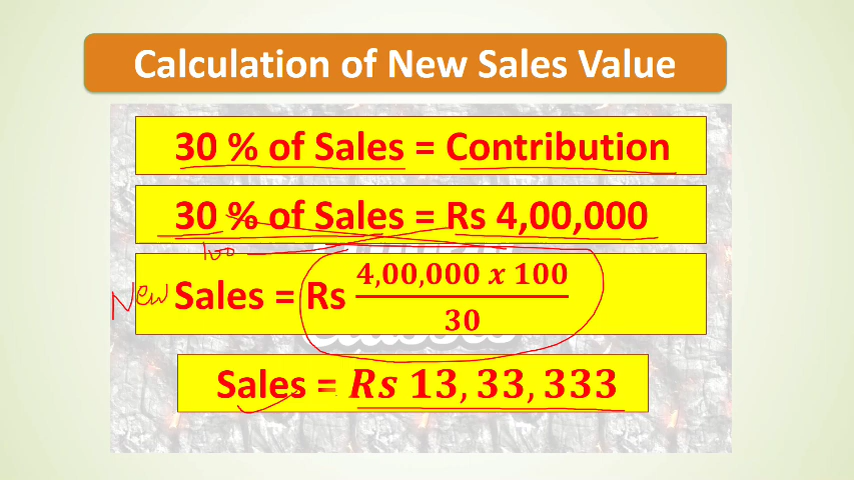 Calculation of New Sales Value
30 % of Sales = Contribution
30 % of Sales = Rs 4,00,000
100
New Sales = Rs 4,00,000 x 100
30
Sales = Rs 13,33,333